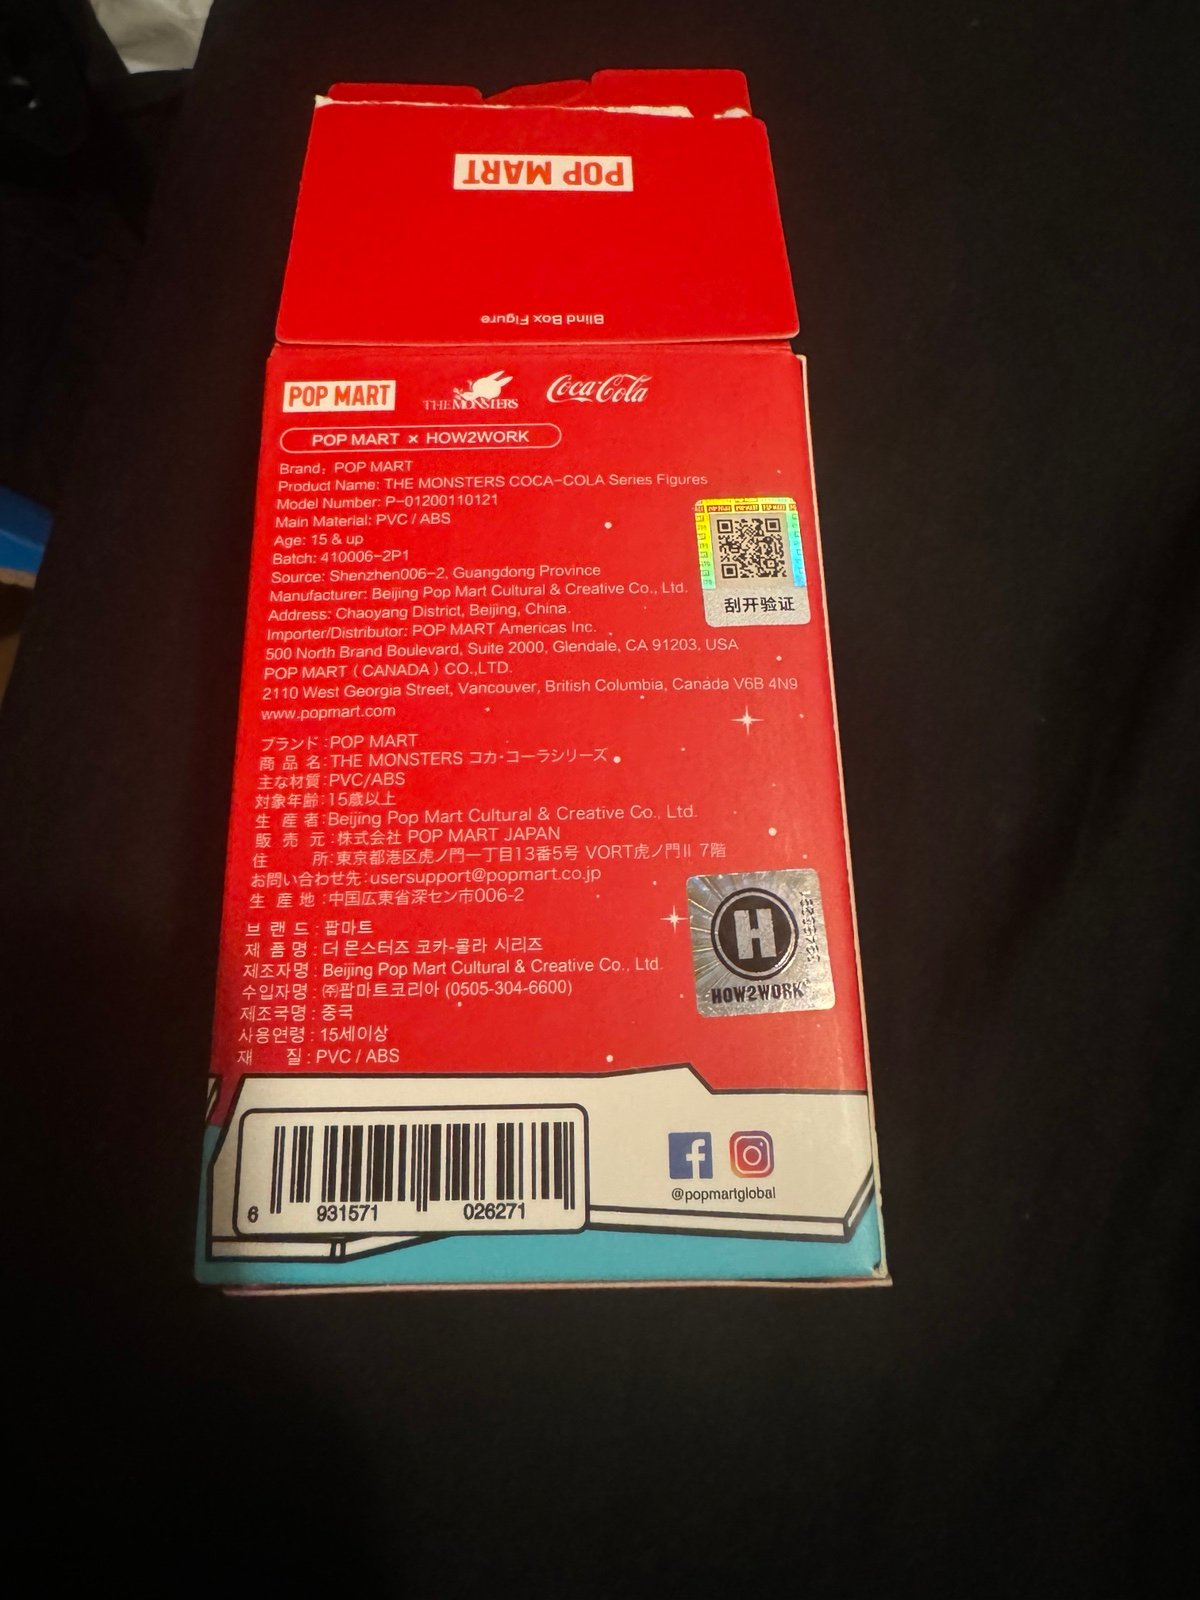 POP MART
Blind Box Figure
POP MART THE MONSTERS Coca-Cola
POP MART × HOW2WORK
Brand: POP MART
Product Name: THE MONSTERS COCA-COLA Series Figures
Model Number: P-01200110121
Main Material: PVC / ABS
Age: 15 & up
Batch: 410006-2P1
Source: Shenzhen006-2, Guangdong Province
Manufacturer: Beijing Pop Mart Cultural & Creative Co., Ltd.
Address: Chaoyang District, Beijing, China.
Importer/Distributor: POP MART Americas Inc.
500 North Brand Boulevard, Suite 2000, Glendale, CA 91203, USA
POP MART (CANADA) CO.,LTD.
2110 West Georgia Street, Vancouver, British Columbia, Canada V6B 4N9
www.popmart.com
刮开验证
ブランド:POP MART
商品名:THE MONSTERS コカ・コーラシリーズ
主な材質:PVC/ABS
対象年齢:15歳以上
生産者:Beijing Pop Mart Cultural & Creative Co., Ltd.
販売元:株式会社 POP MART JAPAN
住所:東京都港区虎ノ門一丁目13番5号 VORT虎ノ門II 7階
お問い合わせ先:usersupport@popmart.co.jp
生産地:中国広東省深セン市006-2
브랜드 : 팝마트
제품명 : 더 몬스터즈 코카-콜라 시리즈
제조자명 : Beijing Pop Mart Cultural & Creative Co., Ltd.
수입자명 : ㈜팝마트코리아 (0505-304-6600)
제조국명 : 중국
사용연령 : 15세이상
재질 : PVC / ABS
H
HOW2WORK
6 931571 026271
@popmartglobal